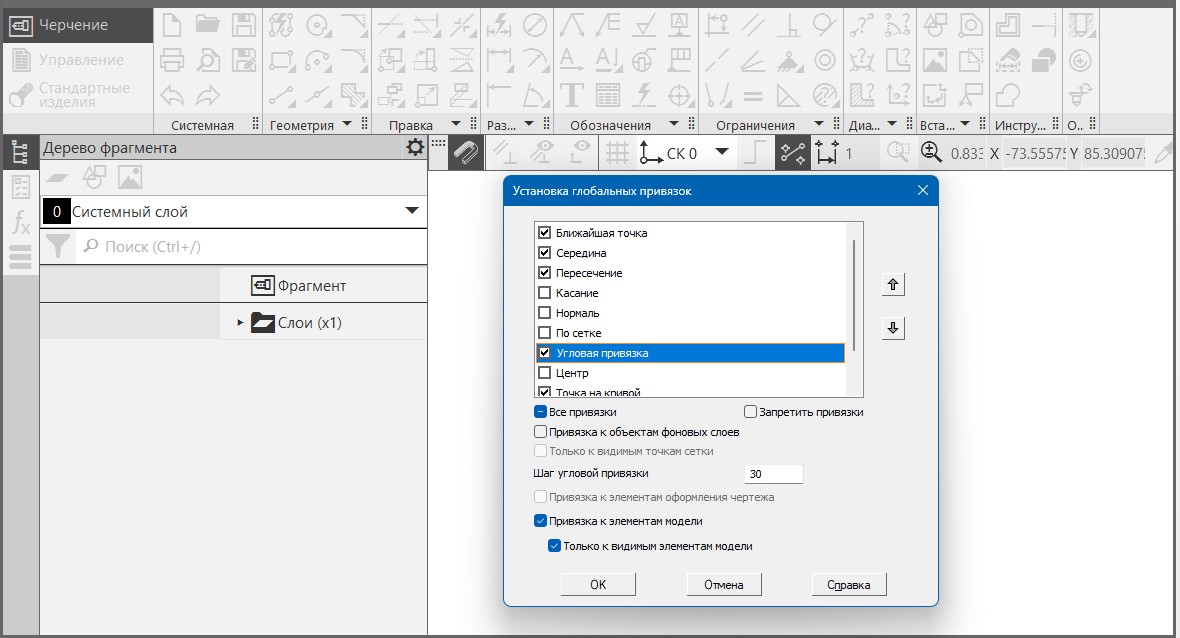 Черчение
Управление
Стандартные
изделия
Системная
Геометрия
Правка
Раз...
Обозначения
Ограничения
Диа...
Вста...
Инстру...
О...
Дерево фрагмента
СК 0
1
0.833
X -73.5557
Y 85.30907
0 Системный слой
Поиск (Ctrl+/)
Фрагмент
Слои (x1)
Установка глобальных привязок
Ближайшая точка
Середина
Пересечение
Касание
Нормаль
По сетке
Угловая привязка
Центр
Точка на кривой
Все привязки
Запретить привязки
Привязка к объектам фоновых слоев
Только к видимым точкам сетки
Шаг угловой привязки
30
Привязка к элементам оформления чертежа
Привязка к элементам модели
Только к видимым элементам модели
OK
Отмена
Справка